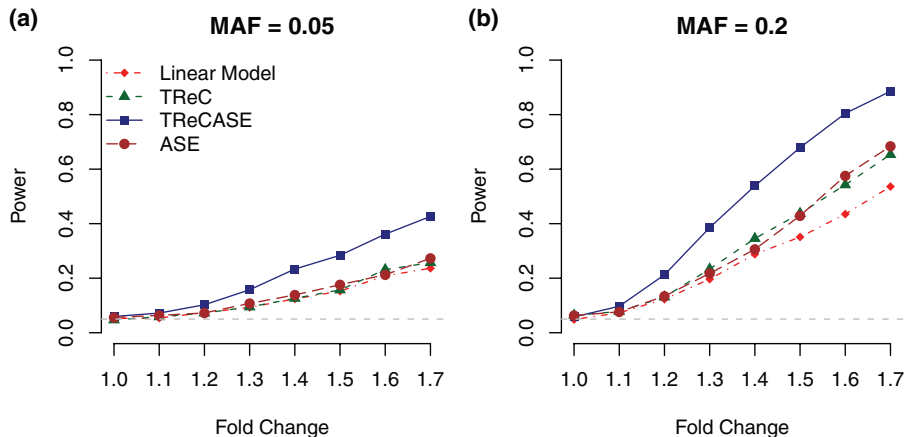 (a)
MAF = 0.05
Power
1.0
0.8
0.6
0.4
0.2
0.0
Linear Model
TReC
TReCASE
ASE
1.0 1.1 1.2 1.3 1.4 1.5 1.6 1.7
Fold Change
(b)
MAF = 0.2
Power
1.0
0.8
0.6
0.4
0.2
0.0
1.0 1.1 1.2 1.3 1.4 1.5 1.6 1.7
Fold Change